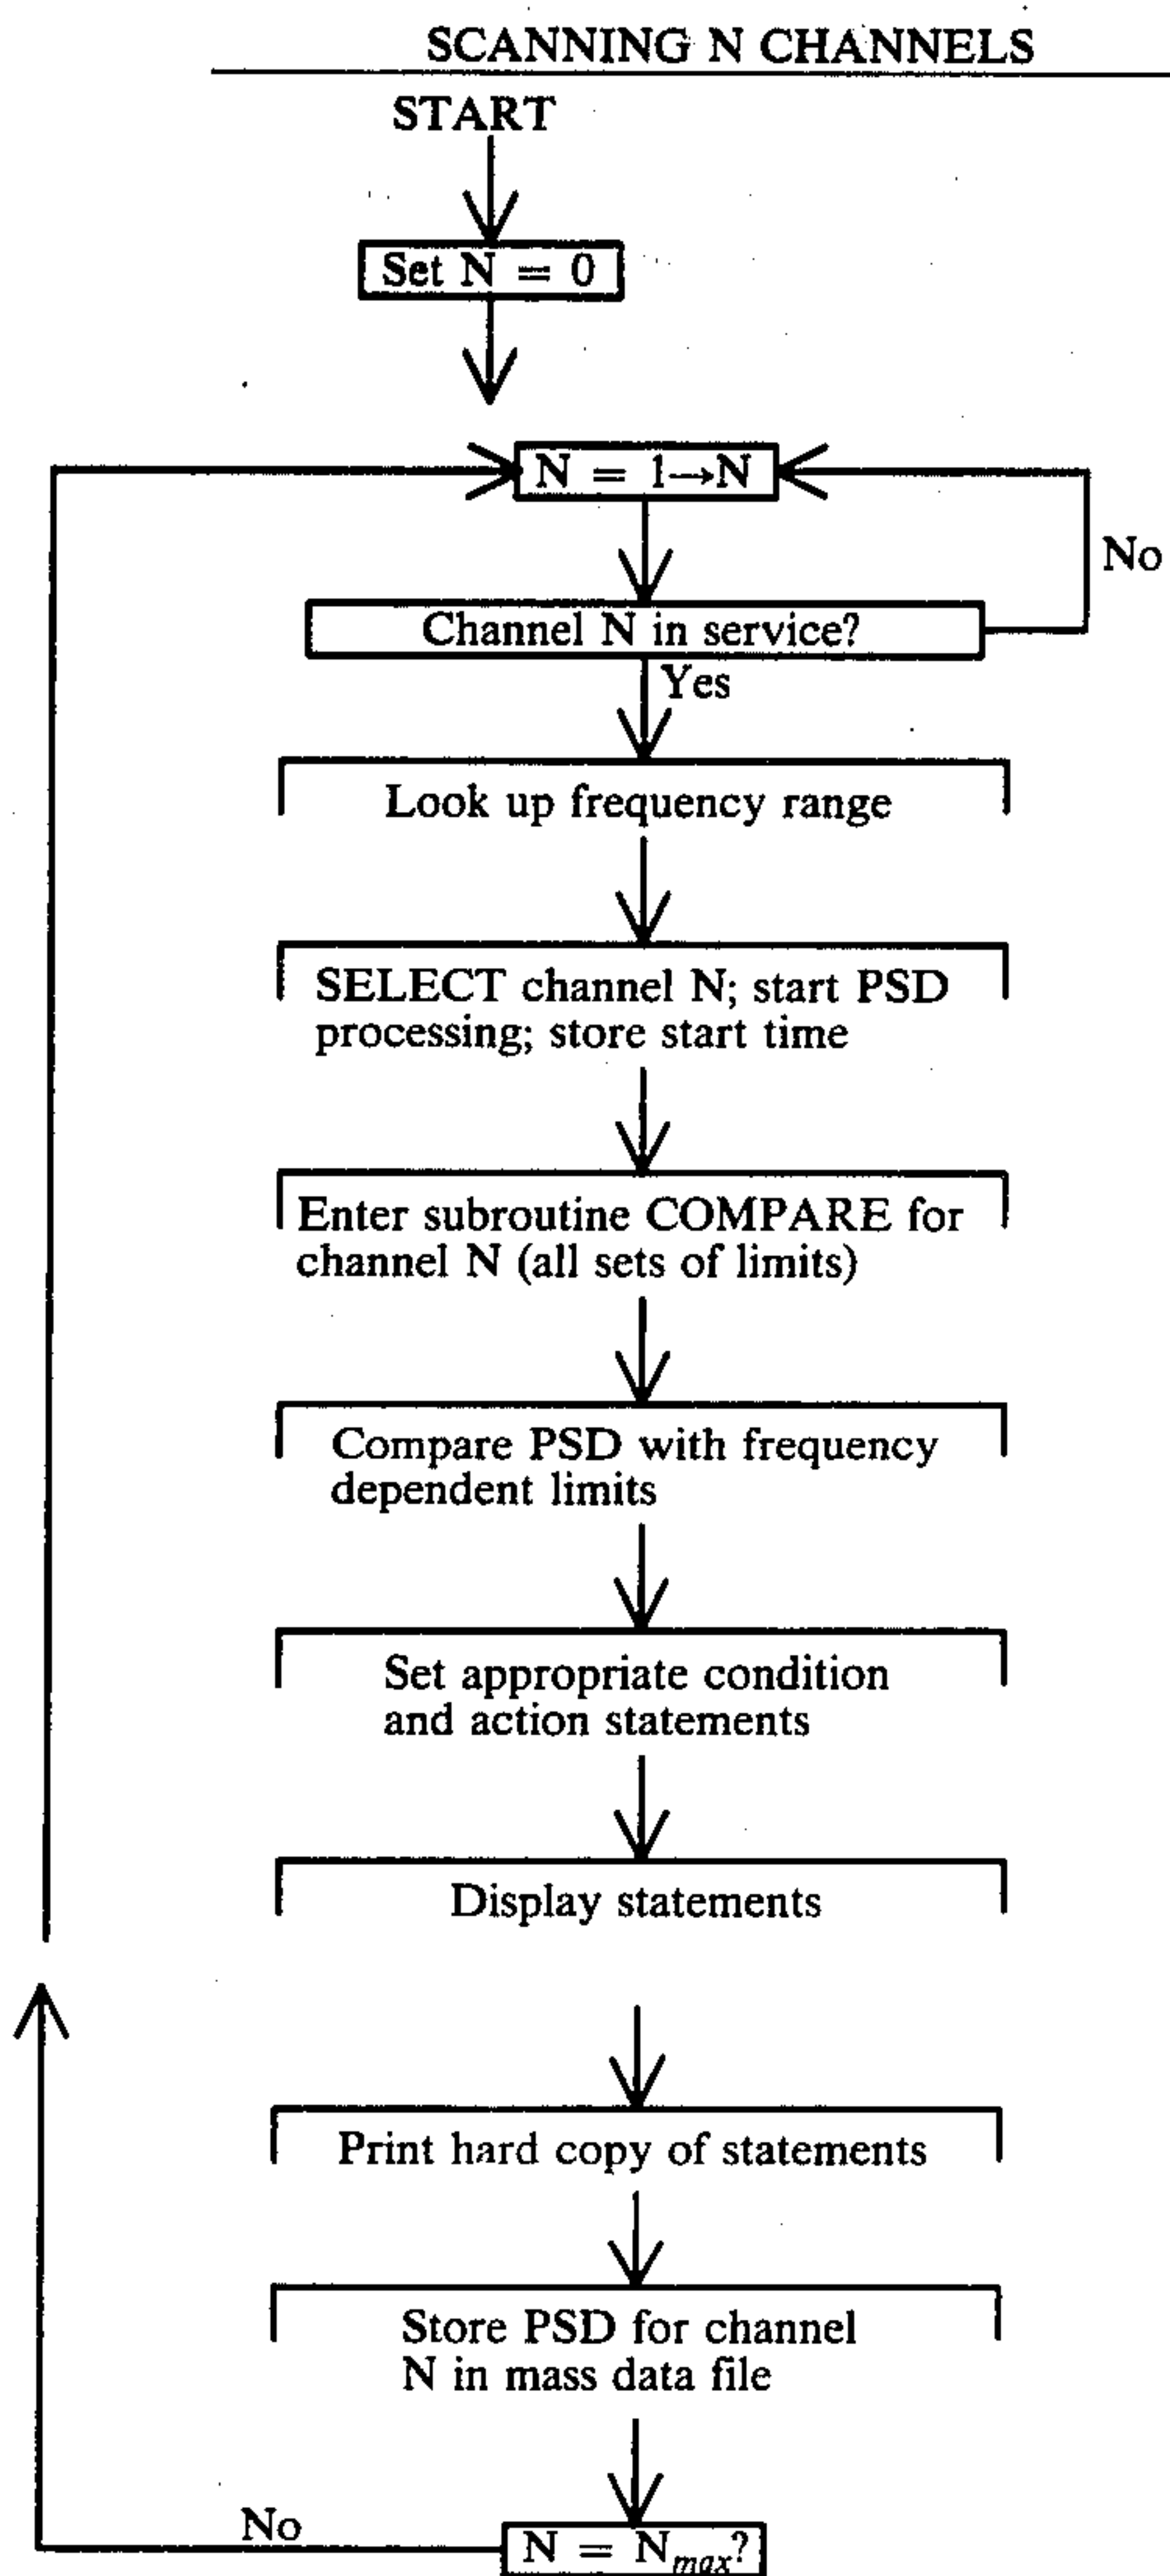 SCANNING N CHANNELS
START
Set N = 0
N = 1→N
No
Channel N in service?
Yes
Look up frequency range
SELECT channel N; start PSD
processing; store start time
Enter subroutine COMPARE for
channel N (all sets of limits)
Compare PSD with frequency
dependent limits
Set appropriate condition
and action statements
Display statements
Print hard copy of statements
Store PSD for channel
N in mass data file
No
N = Nmax?